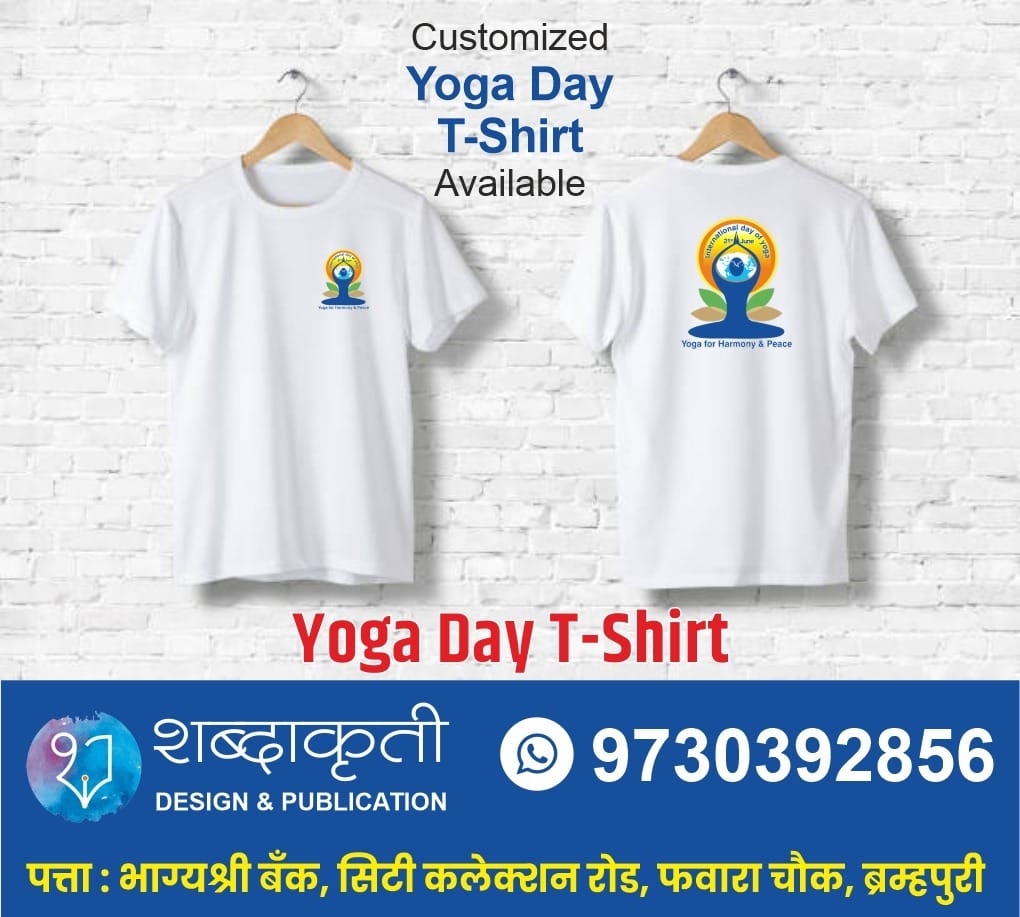 Customized
Yoga Day
T-Shirt
Available
International day of yoga
21st June
Yoga for Harmony & Peace
Yoga for Harmony & Peace
Yoga Day T-Shirt
शब्दाकृती
DESIGN & PUBLICATION
9730392856
पत्ता : भाग्यश्री बँक, सिटी कलेक्शन रोड, फवारा चौक, ब्रम्हपुरी